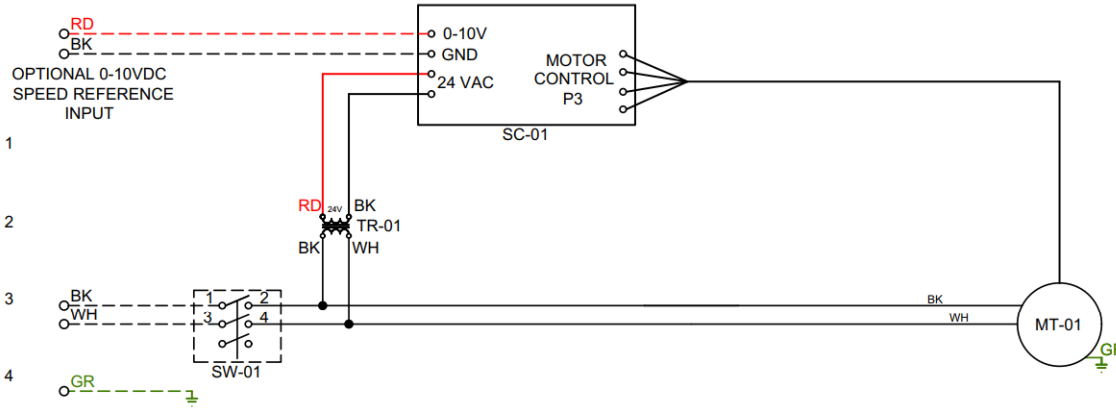 RD
BK
OPTIONAL 0-10VDC
SPEED REFERENCE
INPUT
0-10V
GND
24 VAC
MOTOR
CONTROL
P3
SC-01
1
2
RD 24V BK
TR-01
BK WH
3
BK
WH
1 2
3 4
SW-01
BK
WH
MT-01
4
GR